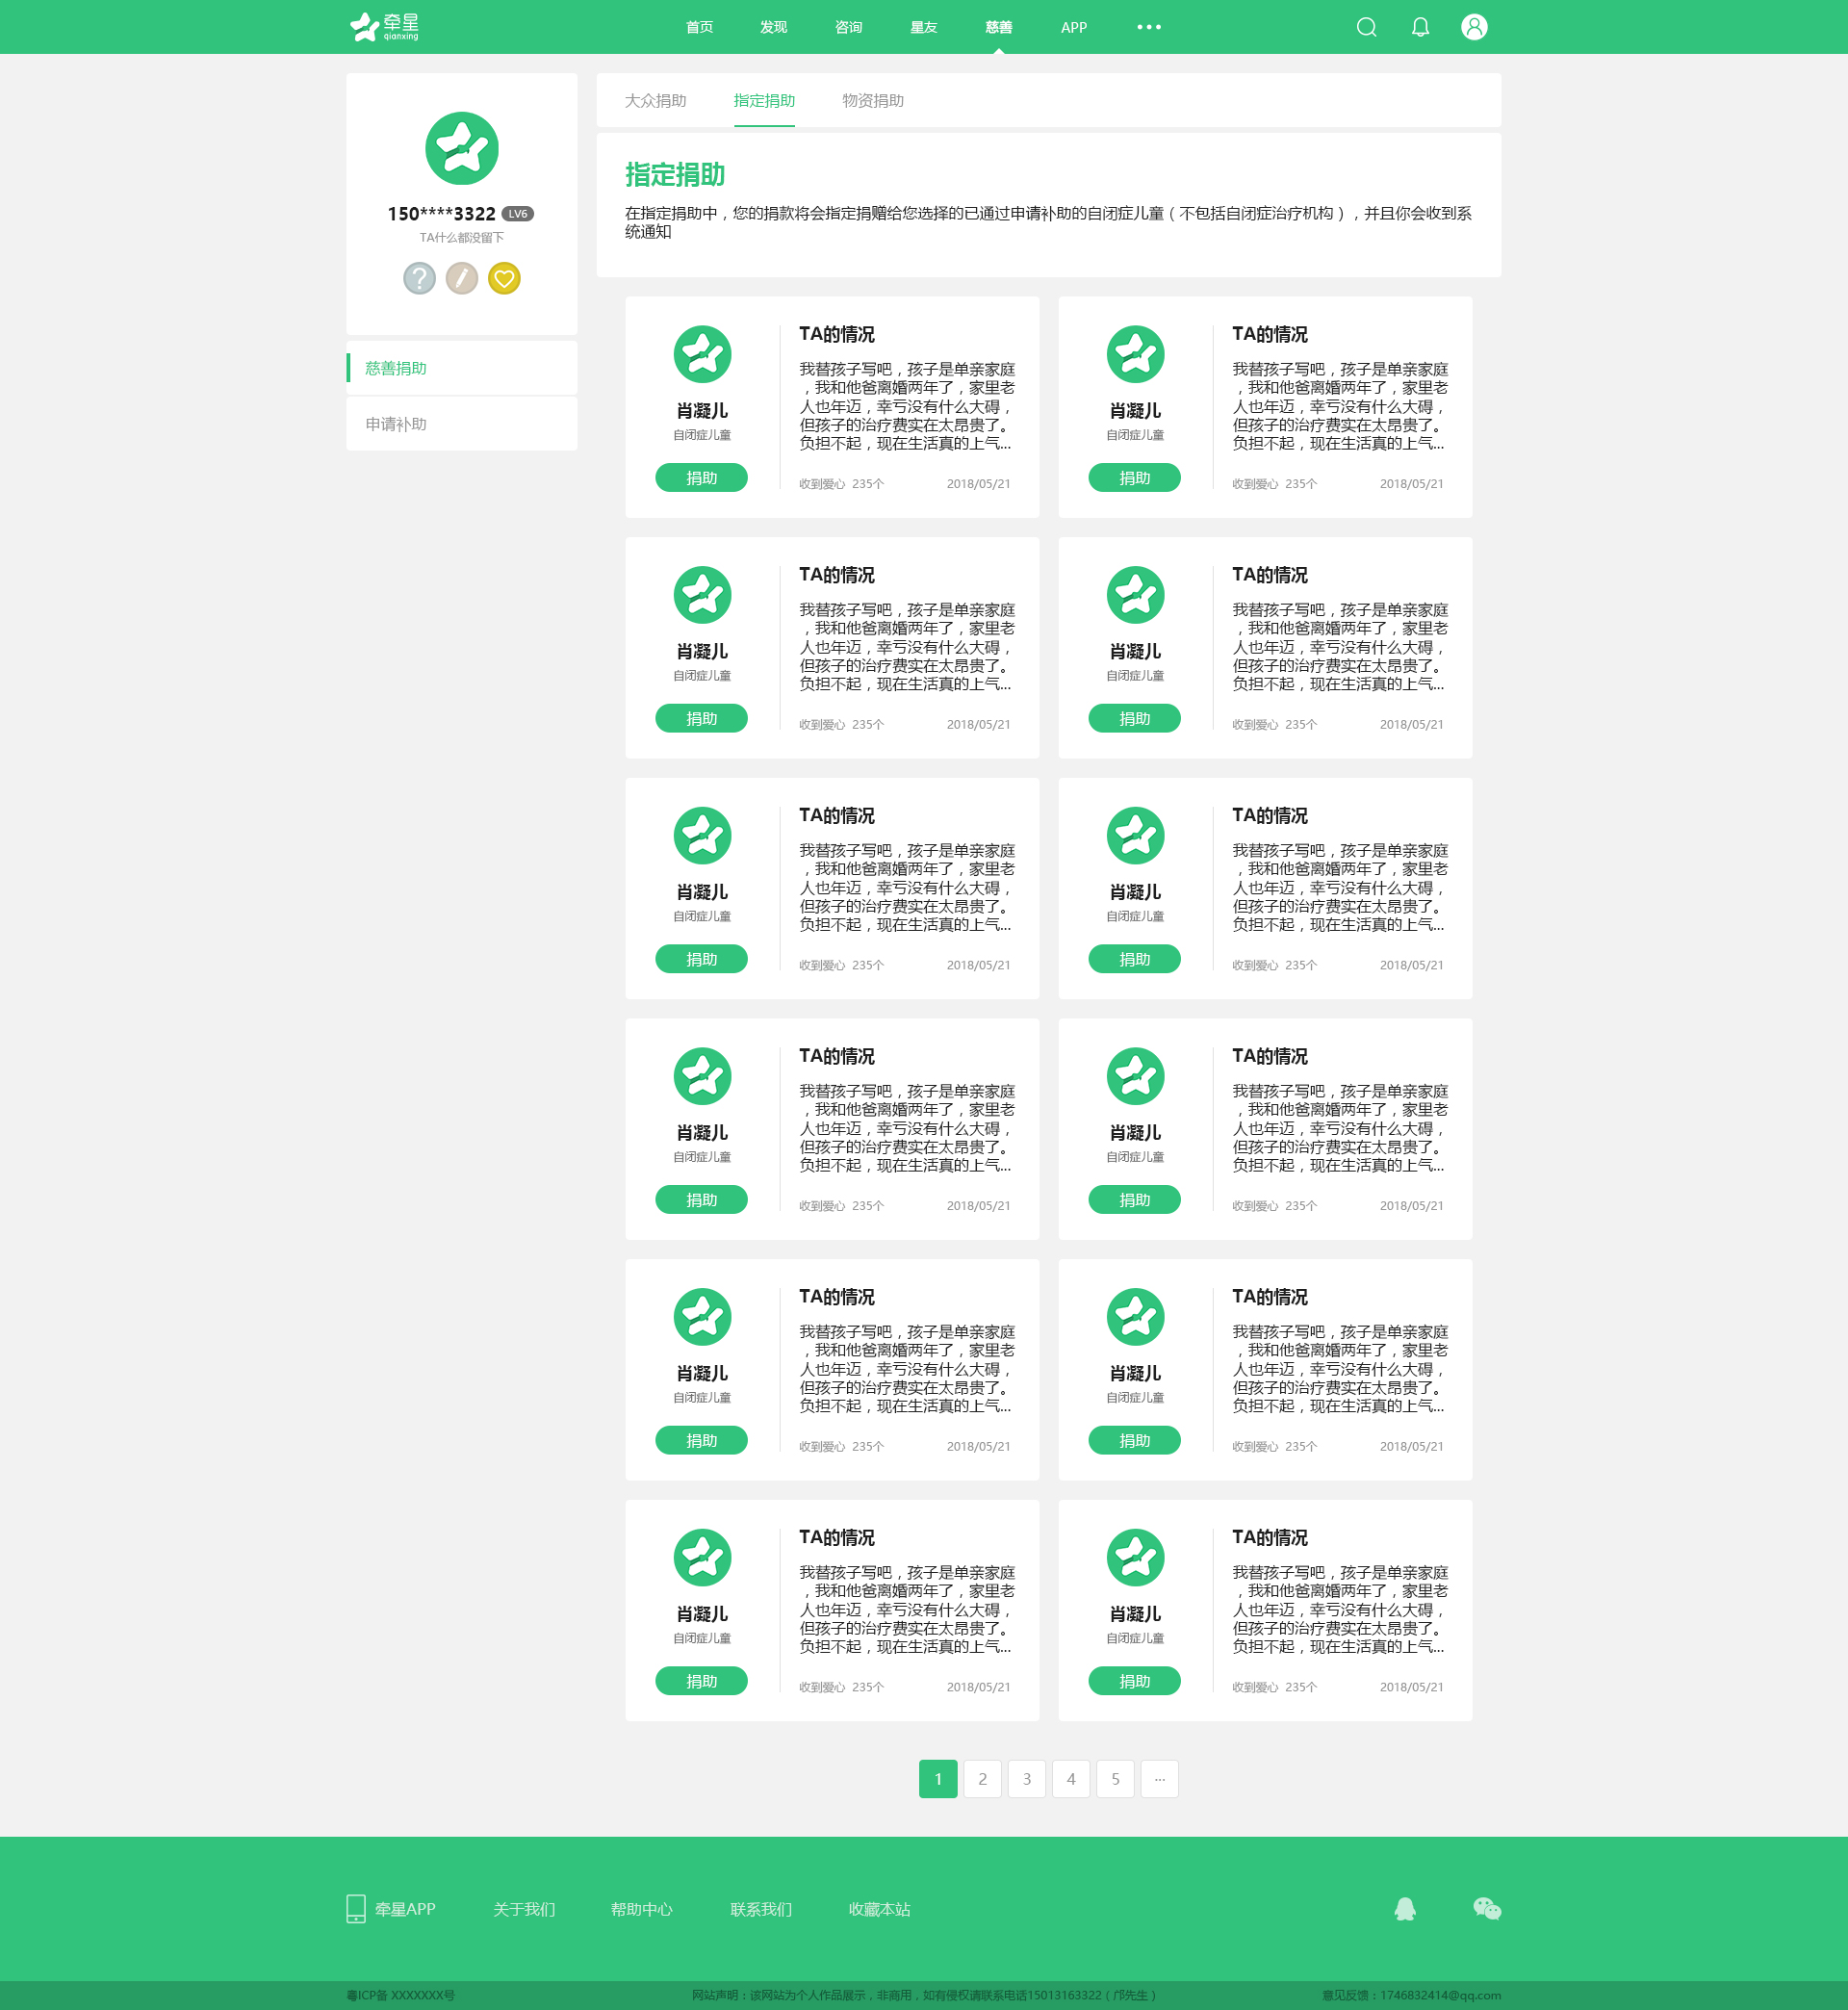 牵星
qianxing
首页 发现 咨询 星友 慈善 APP
150****3322 LV6
TA什么都没留下
慈善捐助
申请补助
大众捐助 指定捐助 物资捐助
指定捐助
在指定捐助中，您的捐款将会指定捐赠给您选择的已通过申请补助的自闭症儿童（不包括自闭症治疗机构），并且你会收到系
统通知
肖凝儿
自闭症儿童
捐助
TA的情况
我替孩子写吧，孩子是单亲家庭
，我和他爸离婚两年了，家里老
人也年迈，幸亏没有什么大碍，
但孩子的治疗费实在太昂贵了。
负担不起，现在生活真的上气...
收到爱心 235个 2018/05/21
肖凝儿
自闭症儿童
捐助
TA的情况
我替孩子写吧，孩子是单亲家庭
，我和他爸离婚两年了，家里老
人也年迈，幸亏没有什么大碍，
但孩子的治疗费实在太昂贵了。
负担不起，现在生活真的上气...
收到爱心 235个 2018/05/21
肖凝儿
自闭症儿童
捐助
TA的情况
我替孩子写吧，孩子是单亲家庭
，我和他爸离婚两年了，家里老
人也年迈，幸亏没有什么大碍，
但孩子的治疗费实在太昂贵了。
负担不起，现在生活真的上气...
收到爱心 235个 2018/05/21
肖凝儿
自闭症儿童
捐助
TA的情况
我替孩子写吧，孩子是单亲家庭
，我和他爸离婚两年了，家里老
人也年迈，幸亏没有什么大碍，
但孩子的治疗费实在太昂贵了。
负担不起，现在生活真的上气...
收到爱心 235个 2018/05/21
肖凝儿
自闭症儿童
捐助
TA的情况
我替孩子写吧，孩子是单亲家庭
，我和他爸离婚两年了，家里老
人也年迈，幸亏没有什么大碍，
但孩子的治疗费实在太昂贵了。
负担不起，现在生活真的上气...
收到爱心 235个 2018/05/21
肖凝儿
自闭症儿童
捐助
TA的情况
我替孩子写吧，孩子是单亲家庭
，我和他爸离婚两年了，家里老
人也年迈，幸亏没有什么大碍，
但孩子的治疗费实在太昂贵了。
负担不起，现在生活真的上气...
收到爱心 235个 2018/05/21
肖凝儿
自闭症儿童
捐助
TA的情况
我替孩子写吧，孩子是单亲家庭
，我和他爸离婚两年了，家里老
人也年迈，幸亏没有什么大碍，
但孩子的治疗费实在太昂贵了。
负担不起，现在生活真的上气...
收到爱心 235个 2018/05/21
肖凝儿
自闭症儿童
捐助
TA的情况
我替孩子写吧，孩子是单亲家庭
，我和他爸离婚两年了，家里老
人也年迈，幸亏没有什么大碍，
但孩子的治疗费实在太昂贵了。
负担不起，现在生活真的上气...
收到爱心 235个 2018/05/21
肖凝儿
自闭症儿童
捐助
TA的情况
我替孩子写吧，孩子是单亲家庭
，我和他爸离婚两年了，家里老
人也年迈，幸亏没有什么大碍，
但孩子的治疗费实在太昂贵了。
负担不起，现在生活真的上气...
收到爱心 235个 2018/05/21
肖凝儿
自闭症儿童
捐助
TA的情况
我替孩子写吧，孩子是单亲家庭
，我和他爸离婚两年了，家里老
人也年迈，幸亏没有什么大碍，
但孩子的治疗费实在太昂贵了。
负担不起，现在生活真的上气...
收到爱心 235个 2018/05/21
肖凝儿
自闭症儿童
捐助
TA的情况
我替孩子写吧，孩子是单亲家庭
，我和他爸离婚两年了，家里老
人也年迈，幸亏没有什么大碍，
但孩子的治疗费实在太昂贵了。
负担不起，现在生活真的上气...
收到爱心 235个 2018/05/21
肖凝儿
自闭症儿童
捐助
TA的情况
我替孩子写吧，孩子是单亲家庭
，我和他爸离婚两年了，家里老
人也年迈，幸亏没有什么大碍，
但孩子的治疗费实在太昂贵了。
负担不起，现在生活真的上气...
收到爱心 235个 2018/05/21
1 2 3 4 5 ...
牵星APP 关于我们 帮助中心 联系我们 收藏本站
粤ICP备 XXXXXXX号 网站声明：该网站为个人作品展示，非商用，如有侵权请联系电话15013163322（邝先生） 意见反馈：1746832414@qq.com